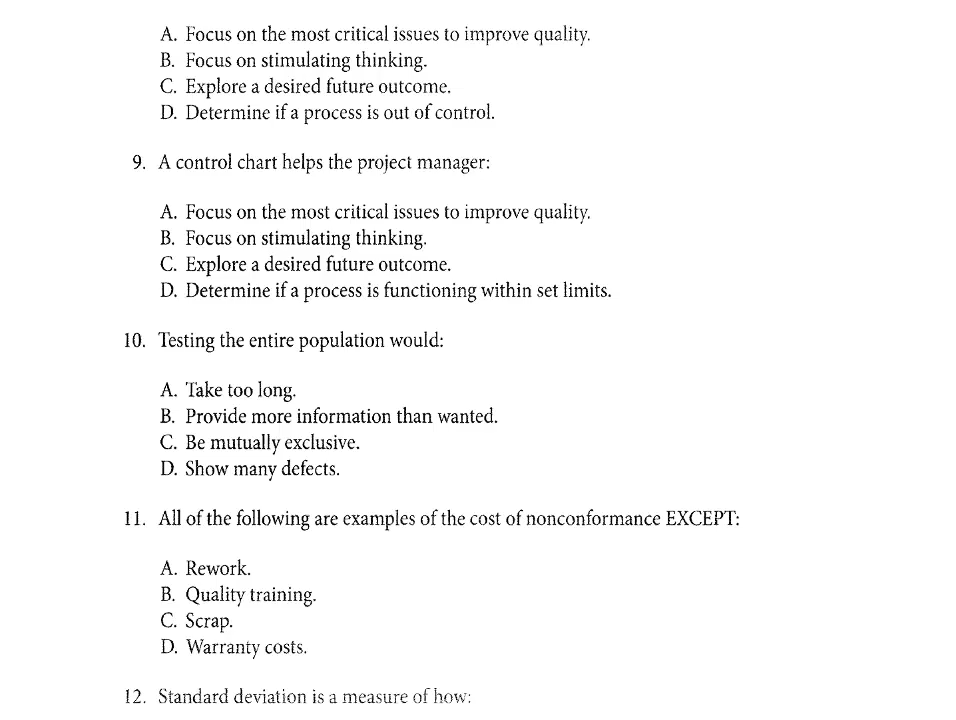 A. Focus on the most critical issues to improve quality.
B. Focus on stimulating thinking.
C. Explore a desired future outcome.
D. Determine if a process is out of control.
9. A control chart helps the project manager:
A. Focus on the most critical issues to improve quality.
B. Focus on stimulating thinking.
C. Explore a desired future outcome.
D. Determine if a process is functioning within set limits.
10. Testing the entire population would:
A. Take too long.
B. Provide more information than wanted.
C. Be mutually exclusive.
D. Show many defects.
11. All of the following are examples of the cost of nonconformance EXCEPT:
A. Rework.
B. Quality training.
C. Scrap.
D. Warranty costs.
12. Standard deviation is a measure of how: